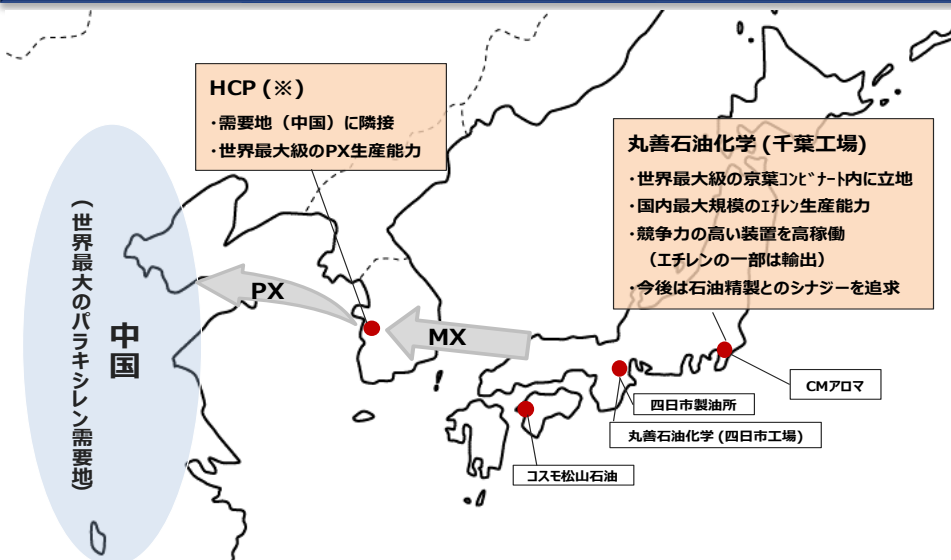 HCP (※)
・需要地（中国）に隣接
・世界最大級のPX生産能力
丸善石油化学 (千葉工場)
・世界最大級の京葉ｺﾝﾋﾞﾅｰﾄ内に立地
・国内最大規模のｴﾁﾚﾝ生産能力
・競争力の高い装置を高稼働
（エチレンの一部は輸出）
・今後は石油精製とのシナジーを追求
中国
(世界最大のパラキシレン需要地)
PX
MX
CMアロマ
四日市製油所
丸善石油化学 (四日市工場)
コスモ松山石油